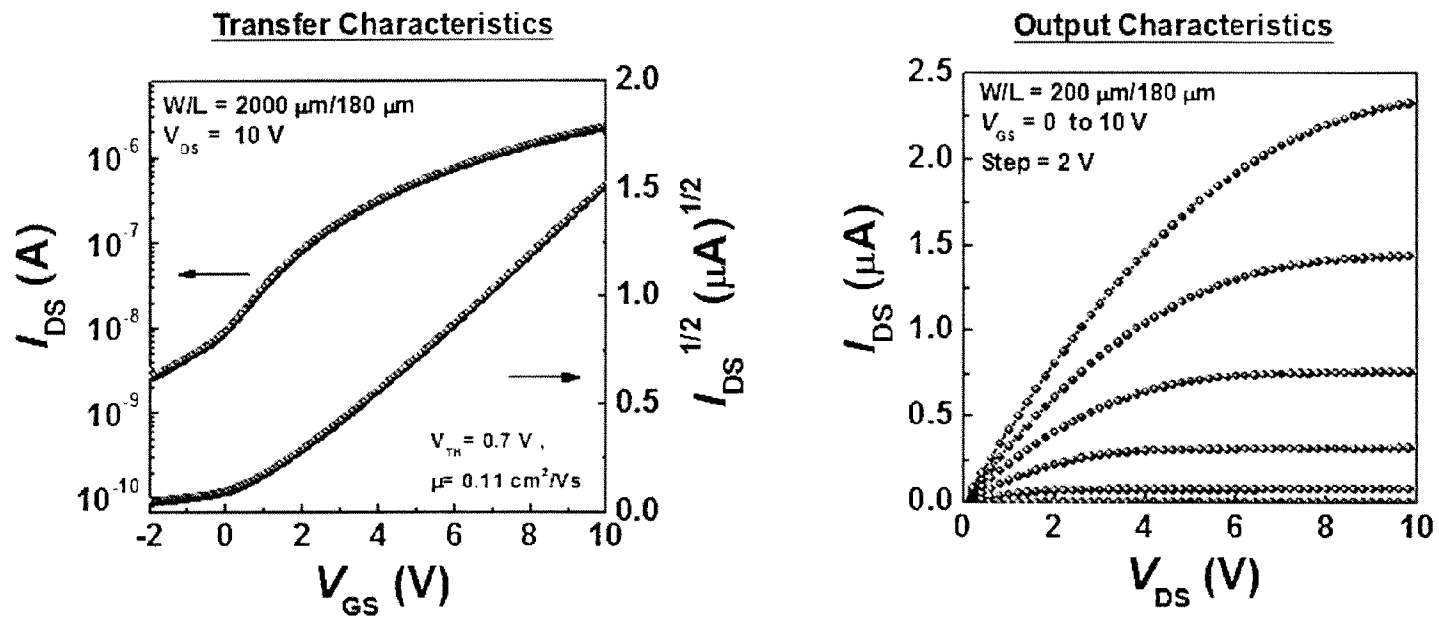 Transfer Characteristics
W/L = 2000 μm/180 μm
V_DS = 10 V
I_DS (A)
10^-6
10^-7
10^-8
10^-9
10^-10
-2 0 2 4 6 8 10
V_GS (V)
2.0
1.5
1.0
0.5
0.0
I_DS^1/2 (μA)^1/2
V_TH = 0.7 V ,
μ= 0.11 cm²/Vs
Output Characteristics
W/L = 200 μm/180 μm
V_GS = 0 to 10 V
Step = 2 V
I_DS (μA)
2.5
2.0
1.5
1.0
0.5
0.0
0 2 4 6 8 10
V_DS (V)